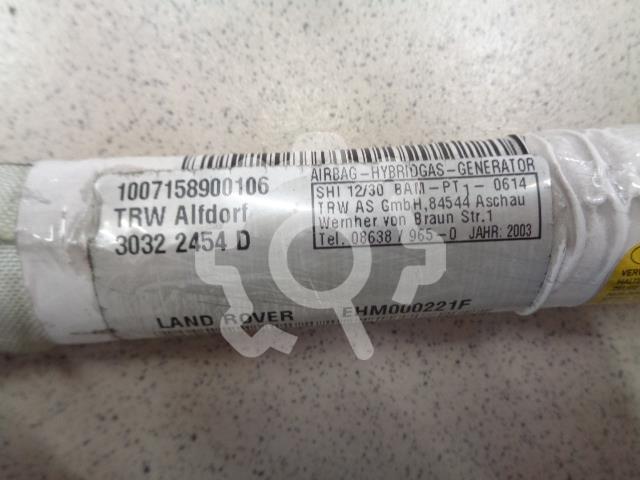 1007158900106
TRW Alfdorf
3032 2454 D
AIRBAG-HYBRIDGAS-GENERATOR
SHI 12/30 BAM-PT1-0614
TRW AS GmbH,84544 Aschau
Wernher von Braun Str.1
Tel. 08638 / 965-0 JAHR: 2003
LAND ROVER EHM000221F